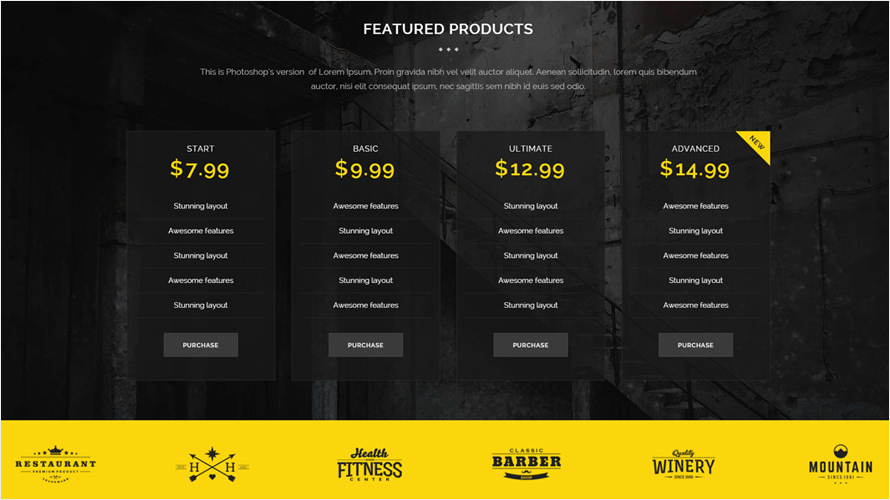 FEATURED PRODUCTS
This is Photoshop's version of Lorem Ipsum. Proin gravida nibh vel velit auctor aliquet. Aenean sollicitudin, lorem quis bibendum
auctor, nisi elit consequat ipsum, nec sagittis sem nibh id euis sed odio.
START
$7.99
Stunning layout
Awesome features
Stunning layout
Awesome features
Stunning layout
PURCHASE
BASIC
$9.99
Awesome features
Stunning layout
Awesome features
Stunning layout
Awesome features
PURCHASE
ULTIMATE
$12.99
Stunning layout
Awesome features
Stunning layout
Awesome features
Stunning layout
PURCHASE
NEW
ADVANCED
$14.99
Awesome features
Stunning layout
Awesome features
Stunning layout
Awesome features
PURCHASE
RESTAURANT
PREMIUM PRODUCT
H H
Health
FITNESS
CENTER
CLASSIC
BARBER
Quality
WINERY
MOUNTAIN